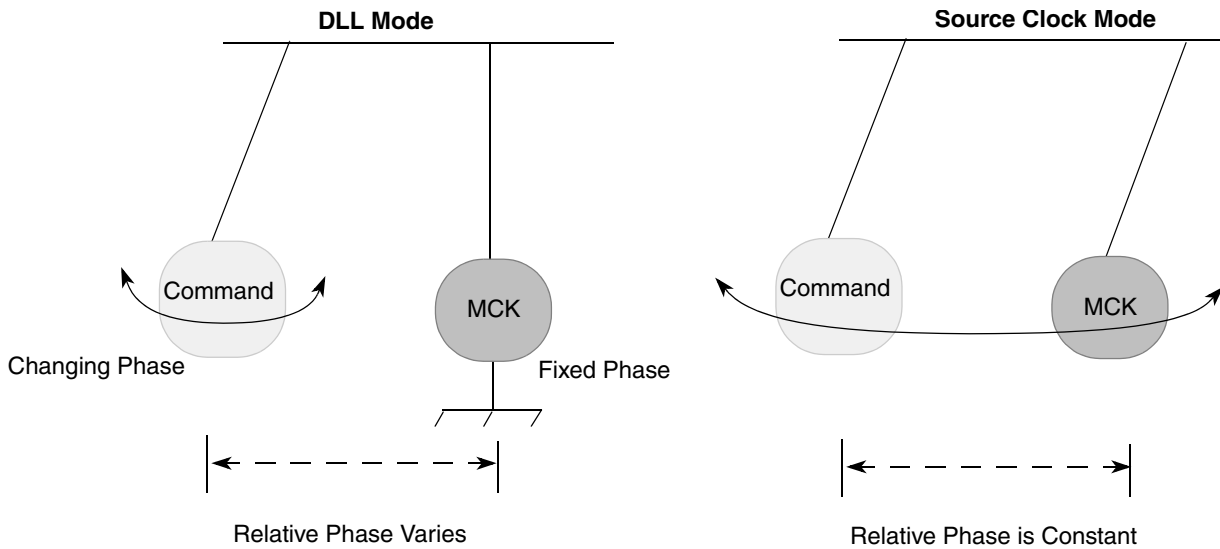 DLL Mode
Command
MCK
Changing Phase
Fixed Phase
Relative Phase Varies
Source Clock Mode
Command
MCK
Relative Phase is Constant